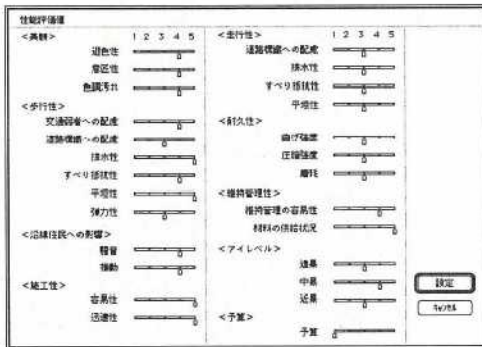 性能評価値
<美観> 1 2 3 4 5
退色性
意匠性
色調汚れ
<歩行性>
交通弱者への配慮
道路横繊への配慮
排水性
すべり抵抗性
平坦性
弾力性
<沿線住民への影響>
騒音
振動
<施工性>
容易性
迅速性
<走行性> 1 2 3 4 5
道路横繊への配慮
排水性
すべり抵抗性
平坦性
<耐久性>
曲げ強度
圧縮強度
磨耗
<維持管理性>
維持管理の容易性
材料の供給状況
<アイレベル>
遠景
中景
近景
<予算>
予算
設定
キャンセル